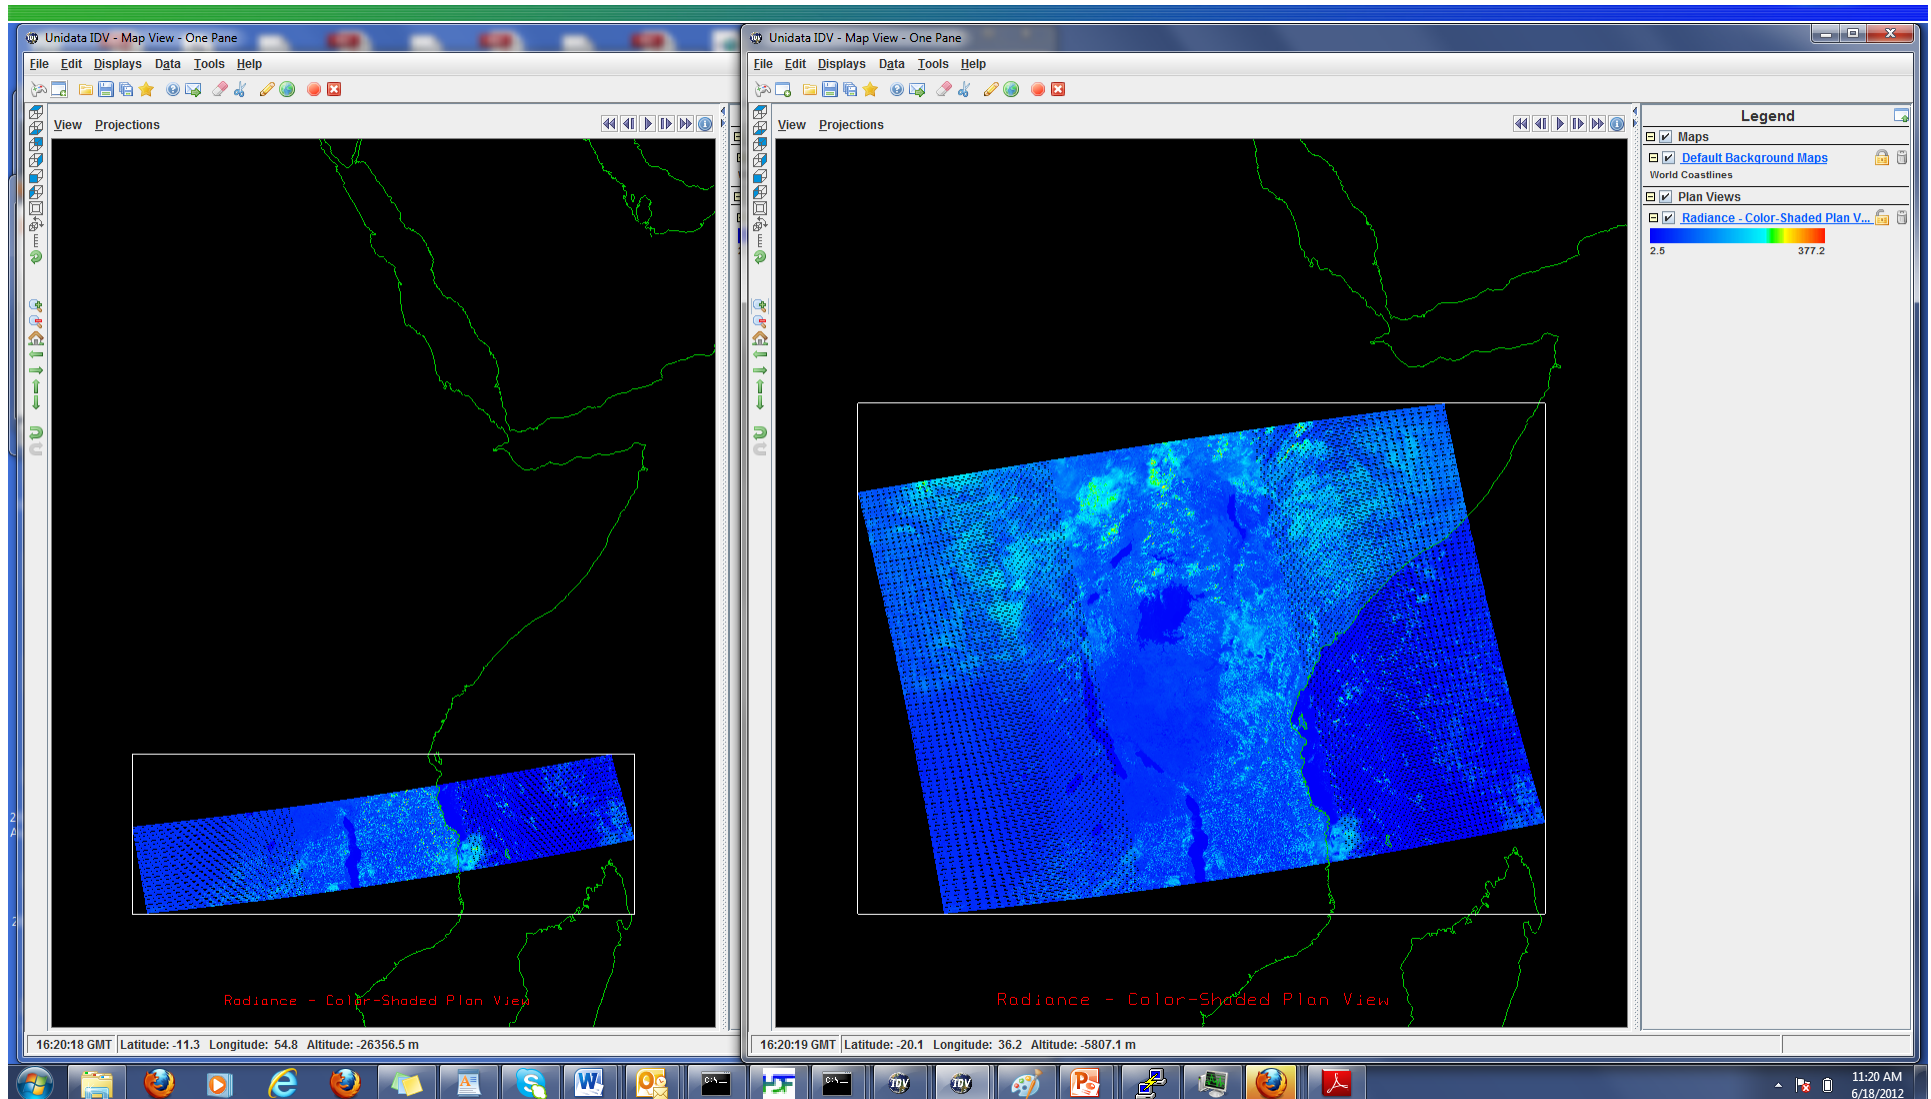 Unidata IDV - Map View - One Pane
File Edit Displays Data Tools Help
View Projections
Radiance - Color-Shaded Plan View
16:20:18 GMT Latitude: -11.3 Longitude: 54.8 Altitude: -26356.5 m
Unidata IDV - Map View - One Pane
File Edit Displays Data Tools Help
View Projections
Radiance - Color-Shaded Plan View
16:20:19 GMT Latitude: -20.1 Longitude: 36.2 Altitude: -5807.1 m
Legend
Maps
Default Background Maps
World Coastlines
Plan Views
Radiance - Color-Shaded Plan V...
2.5 377.2
11:20 AM
6/18/2012